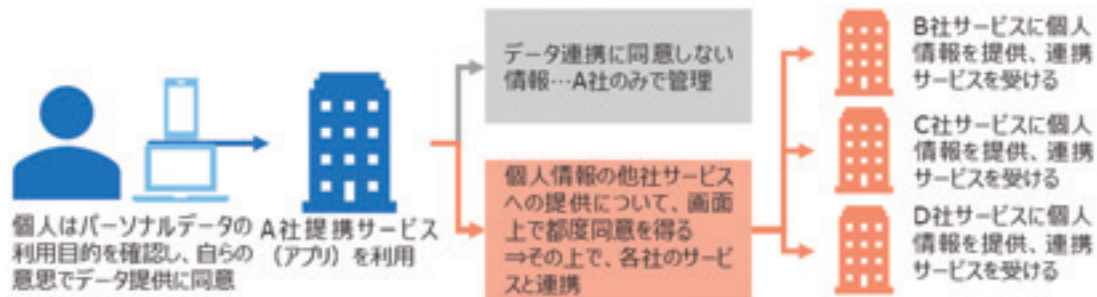 個人はパーソナルデータの
利用目的を確認し、自らの
意思でデータ提供に同意
A社提携サービス
（アプリ）を利用
データ連携に同意しない
情報…A社のみで管理
個人情報の他社サービス
への提供について、画面
上で都度同意を得る
⇒その上で、各社のサービ
スと連携
B社サービスに個人
情報を提供、連携
サービスを受ける
C社サービスに個人
情報を提供、連携
サービスを受ける
D社サービスに個人
情報を提供、連携
サービスを受ける